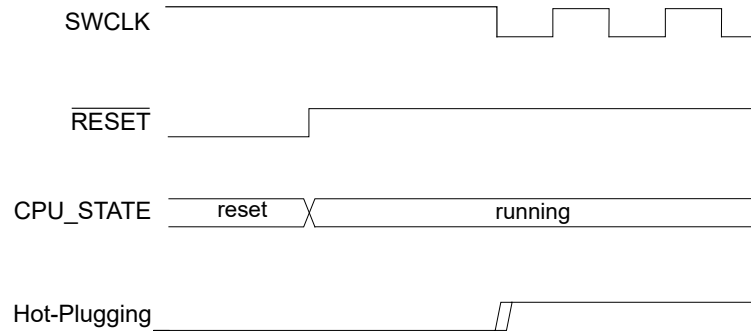 SWCLK
RESET
CPU_STATE
reset
running
Hot-Plugging